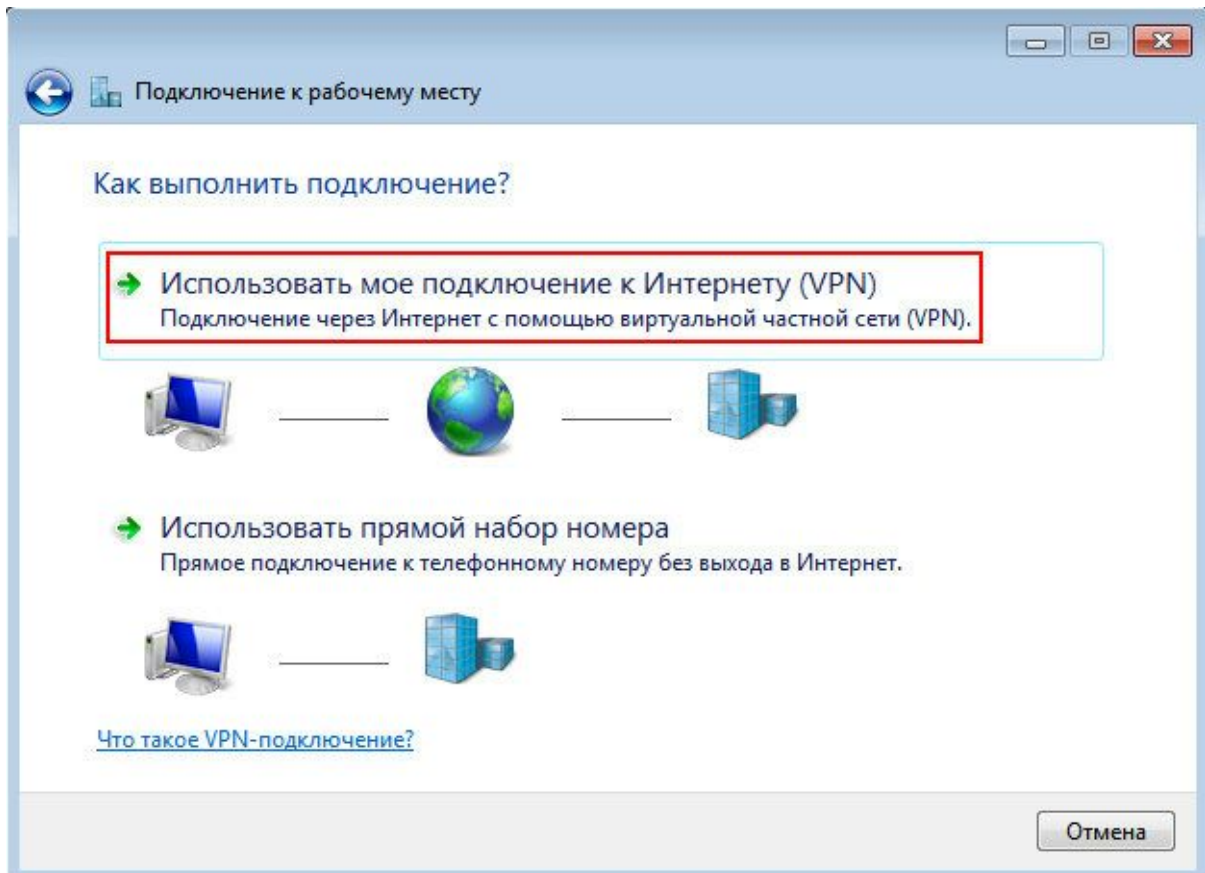 Подключение к рабочему месту
Как выполнить подключение?
Использовать мое подключение к Интернету (VPN)
Подключение через Интернет с помощью виртуальной частной сети (VPN).
Использовать прямой набор номера
Прямое подключение к телефонному номеру без выхода в Интернет.
Что такое VPN-подключение?
Отмена